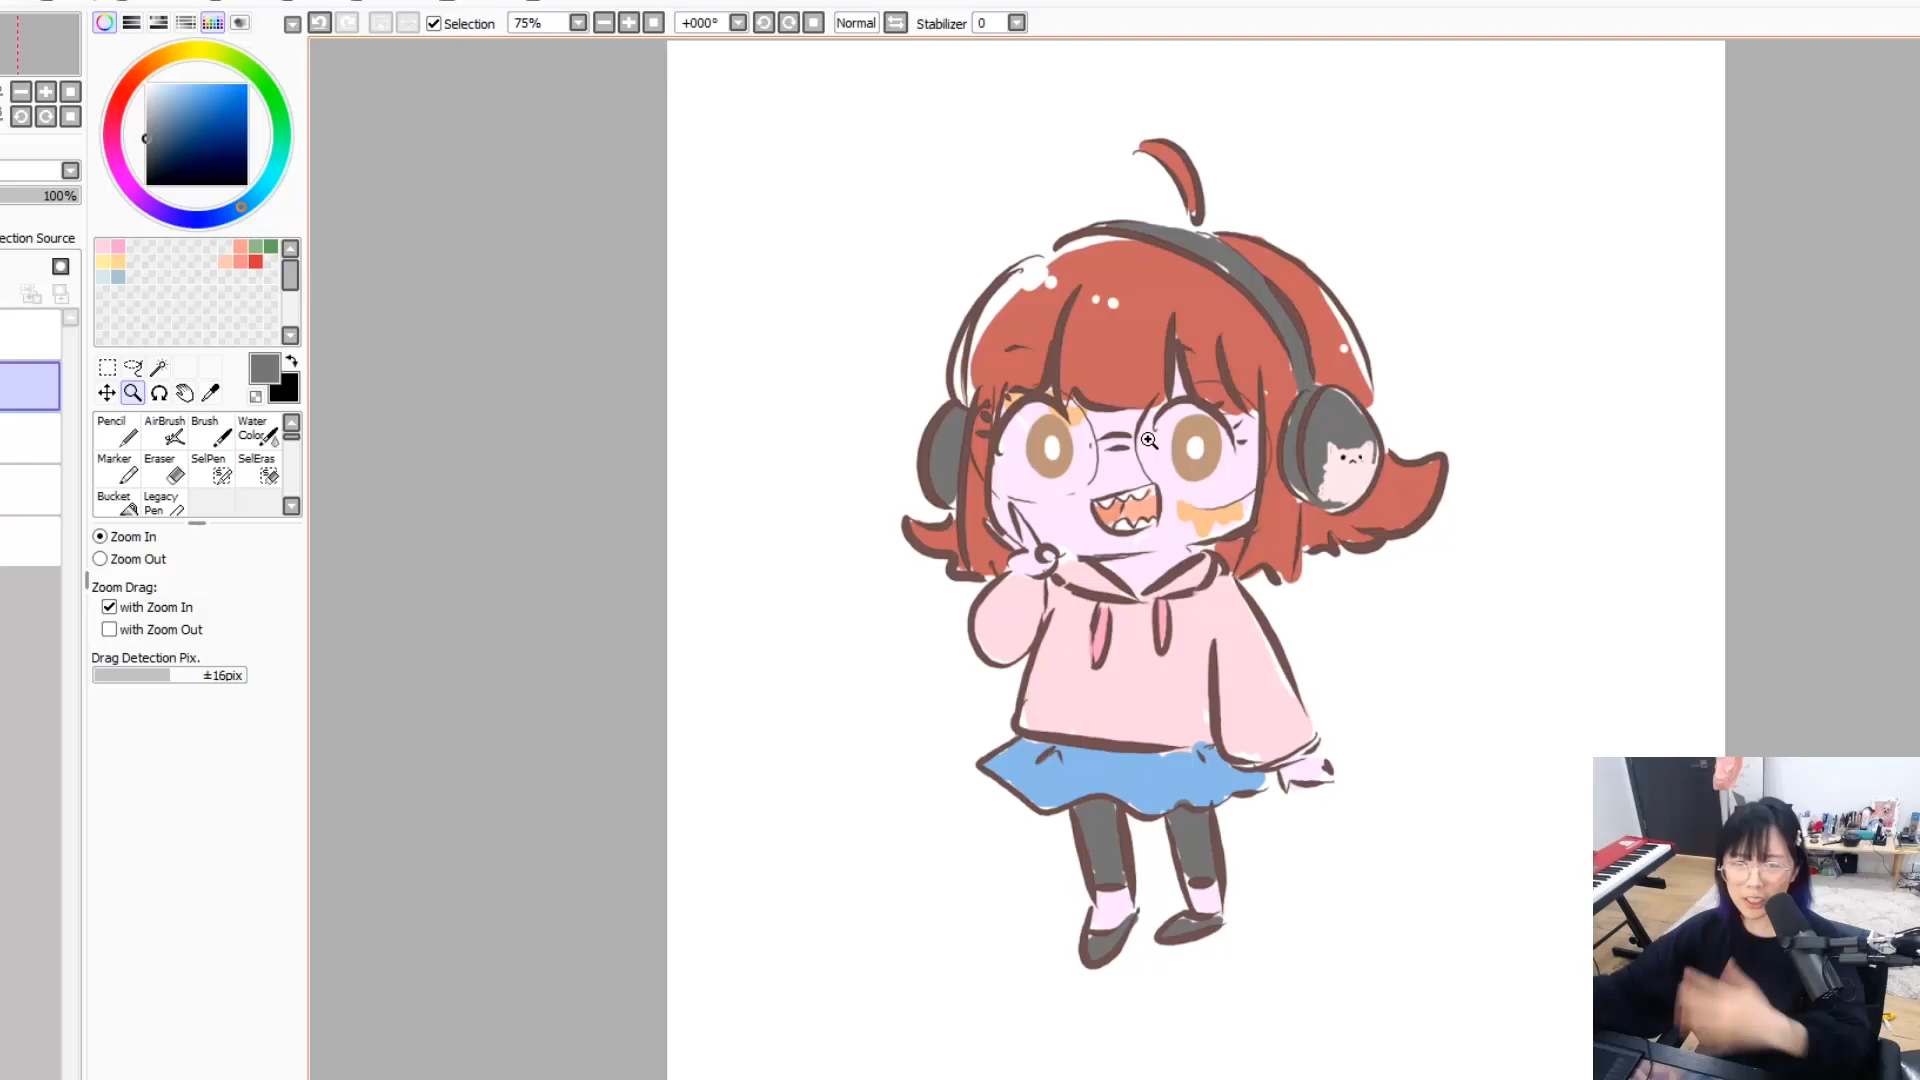 Selection
75%
+000°
Normal
Stabilizer
0
100%
ection Source
Pencil
AirBrush
Brush
Water
Color
Marker
Eraser
SelPen
SelEras
Bucket
Legacy
Pen
Zoom In
Zoom Out
Zoom Drag:
with Zoom In
with Zoom Out
Drag Detection Pix.
±16pix